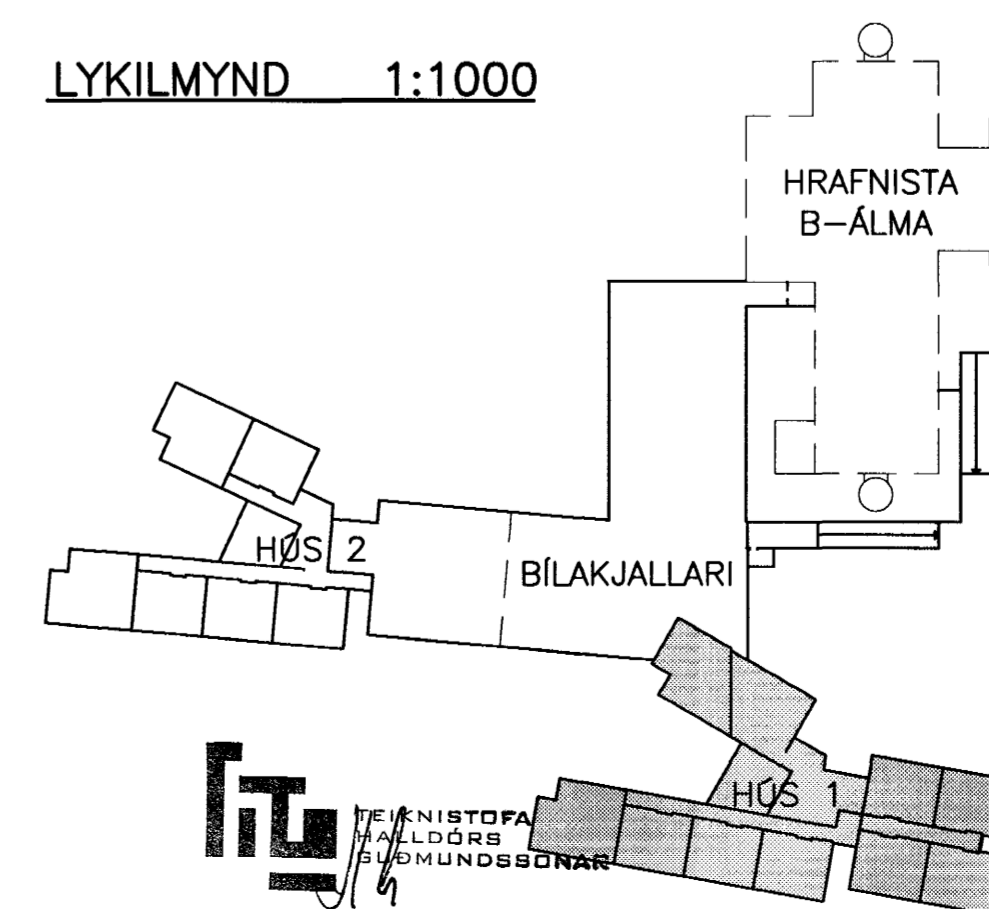 LYKILMYND 1:1000
HRAFNISTA
B-ÁLMA
HÚS 2
BÍLAKJALLARI
HÚS 1
TEIKNISTOFA
HALLDÓRS
GUÐMUNDSSONAR